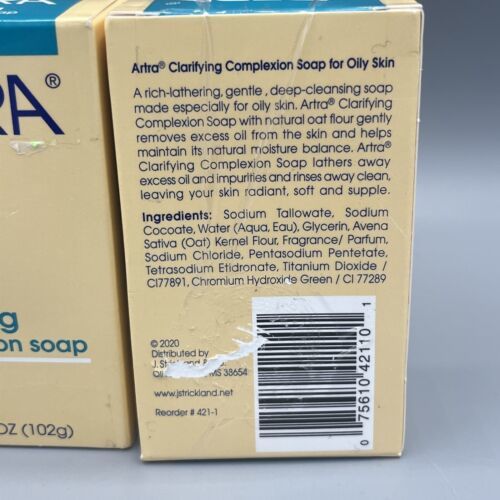 RA®
g
on soap
OZ (102g)
Artra® Clarifying Complexion Soap for Oily Skin
A rich-lathering, gentle, deep-cleansing soap
made especially for oily skin. Artra® Clarifying
Complexion Soap with natural oat flour gently
removes excess oil from the skin and helps
maintain its natural moisture balance. Artra®
Clarifying Complexion Soap lathers away
excess oil and impurities and rinses away clean,
leaving your skin radiant, soft and supple.
Ingredients: Sodium Tallowate, Sodium
Cocoate, Water (Aqua, Eau), Glycerin, Avena
Sativa (Oat) Kernel Flour, Fragrance/ Parfum,
Sodium Chloride, Pentasodium Pentetate,
Tetrasodium Etidronate, Titanium Dioxide /
CI77891, Chromium Hydroxide Green / CI 77289
© 2020
Distributed by
J. Strickland &
MS 38654
www.jstrickland.net
Reorder # 421-1
0 75610 42110 1